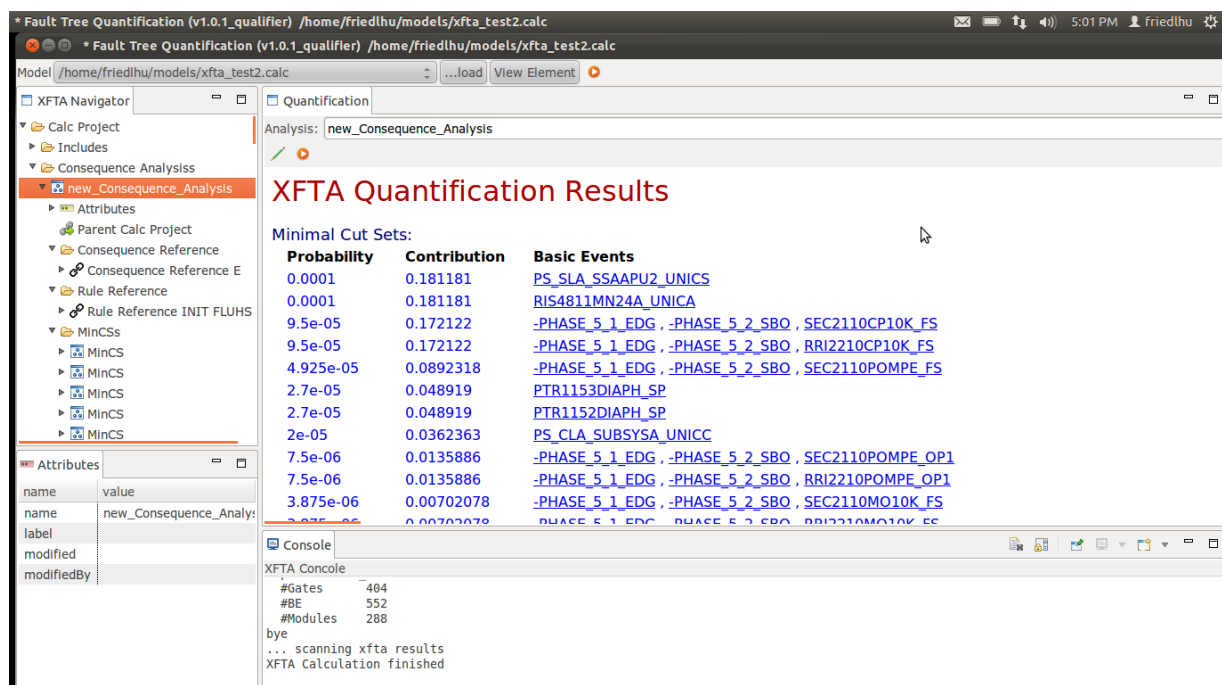 * Fault Tree Quantification (v1.0.1_qualifier) /home/friedlhu/models/xfta_test2.calc 5:01 PM friedlhu
* Fault Tree Quantification (v1.0.1_qualifier) /home/friedlhu/models/xfta_test2.calc
Model /home/friedlhu/models/xfta_test2.calc ...load View Element
XFTA Navigator
Calc Project
Includes
Consequence Analysiss
new_Consequence_Analysis
Attributes
Parent Calc Project
Consequence Reference
Consequence Reference E
Rule Reference
Rule Reference INIT FLUHS
MinCSs
MinCS
MinCS
MinCS
MinCS
MinCS
Attributes
name value
name new_Consequence_Analys
label
modified
modifiedBy
Quantification
Analysis: new_Consequence_Analysis
XFTA Quantification Results
Minimal Cut Sets:
Probability Contribution Basic Events
0.0001 0.181181 PS_SLA_SSAAPU2_UNICS
0.0001 0.181181 RIS4811MN24A_UNICA
9.5e-05 0.172122 -PHASE_5_1_EDG , -PHASE_5_2_SBO , SEC2110CP10K_FS
9.5e-05 0.172122 -PHASE_5_1_EDG , -PHASE_5_2_SBO , RRI2210CP10K_FS
4.925e-05 0.0892318 -PHASE_5_1_EDG , -PHASE_5_2_SBO , SEC2110POMPE_FS
2.7e-05 0.048919 PTR1153DIAPH_SP
2.7e-05 0.048919 PTR1152DIAPH_SP
2e-05 0.0362363 PS_CLA_SUBSYSA_UNICC
7.5e-06 0.0135886 -PHASE_5_1_EDG , -PHASE_5_2_SBO , SEC2110POMPE_OP1
7.5e-06 0.0135886 -PHASE_5_1_EDG , -PHASE_5_2_SBO , RRI2210POMPE_OP1
3.875e-06 0.00702078 -PHASE_5_1_EDG , -PHASE_5_2_SBO , SEC2110MO10K_FS
3.875e-06 0.00702078 -PHASE_5_1_EDG , -PHASE_5_2_SBO , RRI2210MO10K_FS
Console
XFTA Concole
#Gates 404
#BE 552
#Modules 288
bye
... scanning xfta results
XFTA Calculation finished